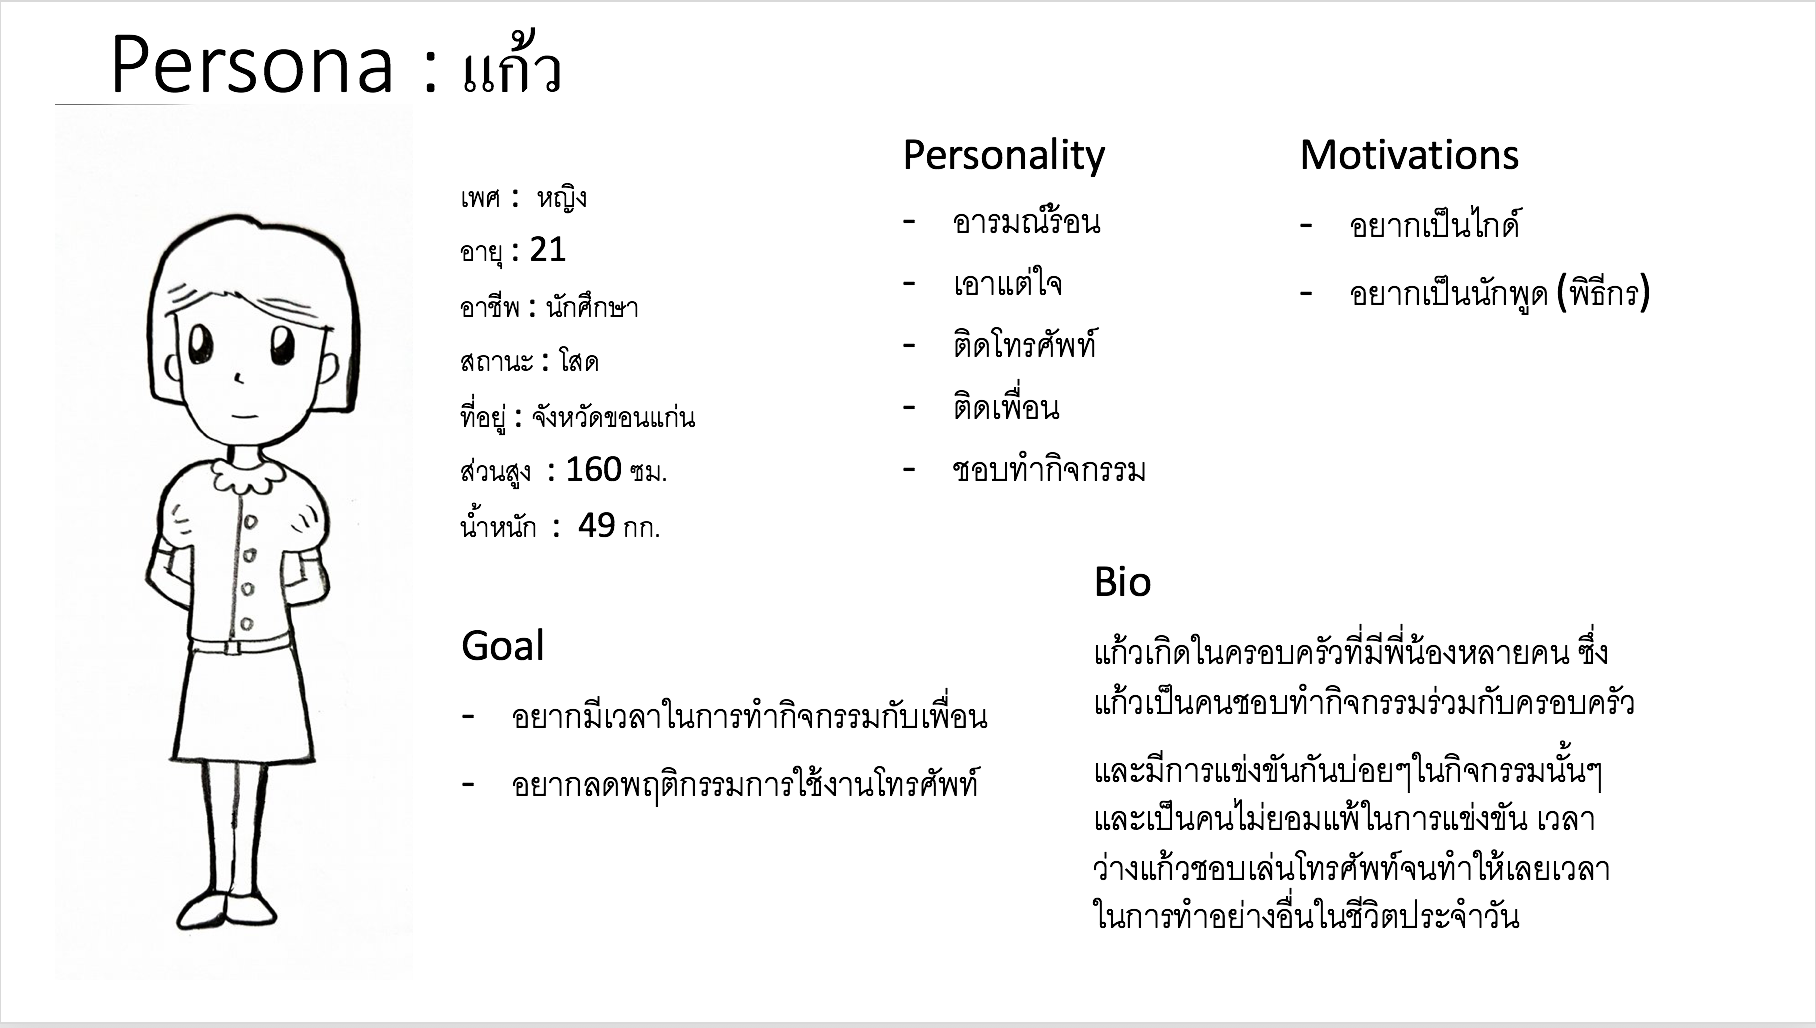 Persona : แก้ว
เพศ : หญิง
อายุ : 21
อาชีพ : นักศึกษา
สถานะ : โสด
ที่อยู่ : จังหวัดขอนแก่น
ส่วนสูง : 160 ซม.
น้ำหนัก : 49 กก.
Personality
- อารมณ์ร้อน
- เอาแต่ใจ
- ติดโทรศัพท์
- ติดเพื่อน
- ชอบทำกิจกรรม
Motivations
- อยากเป็นไกด์
- อยากเป็นนักพูด (พิธีกร)
Goal
- อยากมีเวลาในการทำกิจกรรมกับเพื่อน
- อยากลดพฤติกรรมการใช้งานโทรศัพท์
Bio
แก้วเกิดในครอบครัวที่มีพี่น้องหลายคน ซึ่ง
แก้วเป็นคนชอบทำกิจกรรมร่วมกับครอบครัว
และมีการแข่งขันกันบ่อยๆในกิจกรรมนั้นๆ
และเป็นคนไม่ยอมแพ้ในการแข่งขัน เวลา
ว่างแก้วชอบเล่นโทรศัพท์จนทำให้เลยเวลา
ในการทำอย่างอื่นในชีวิตประจำวัน